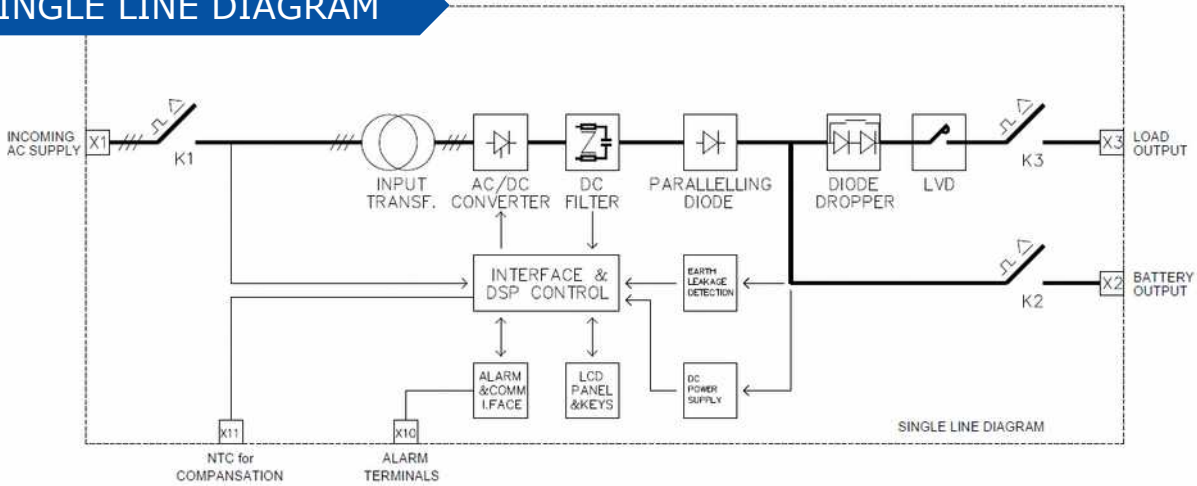 INGLE LINE DIAGRAM
INCOMING
AC SUPPLY
X1
K1
INPUT
TRANSF.
AC/DC
CONVERTER
DC
FILTER
PARALLELLING
DIODE
DIODE
DROPPER
LVD
K3
X3
LOAD
OUTPUT
INTERFACE &
DSP CONTROL
EARTH
LEAKAGE
DETECTION
K2
X2
BATTERY
OUTPUT
ALARM
&COMM
I.FACE
LCD
PANEL
&KEYS
DC
POWER
SUPPLY
X11
X10
SINGLE LINE DIAGRAM
NTC for
COMPANSATION
ALARM
TERMINALS